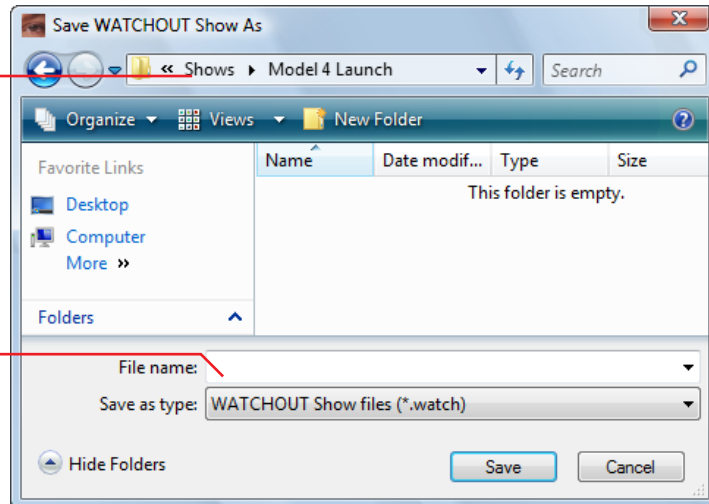 Save WATCHOUT Show As
« Shows Model 4 Launch Search
Organize Views New Folder
Favorite Links Name Date modif... Type Size
This folder is empty.
Desktop
Computer
More »
Folders
File name:
Save as type: WATCHOUT Show files (*.watch)
Hide Folders Save Cancel